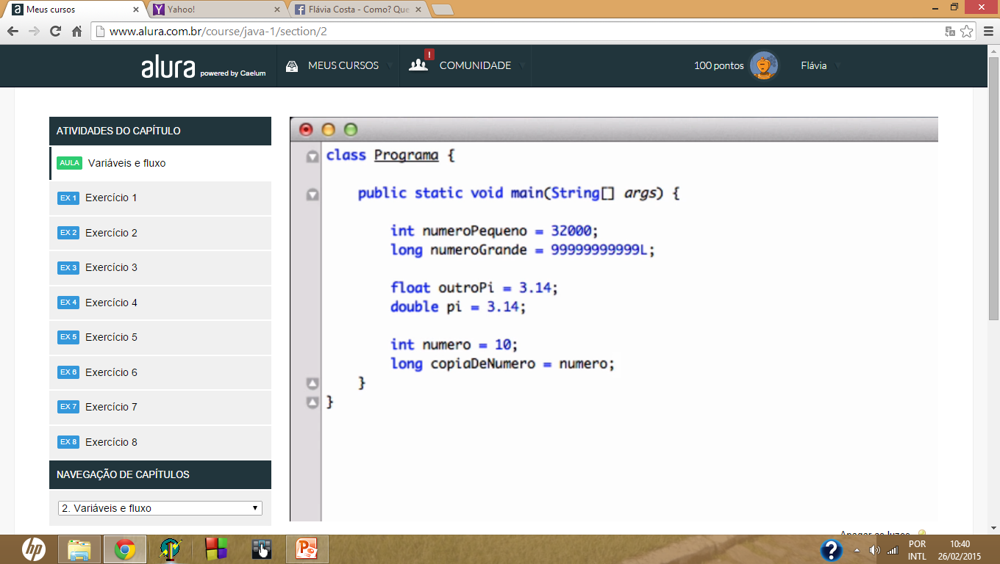 Meus cursos
Yahoo!
Flávia Costa - Como? Que
www.alura.com.br/course/java-1/section/2
alura powered by Caelum
MEUS CURSOS
!
COMUNIDADE
100 pontos
Flávia
ATIVIDADES DO CAPÍTULO
AULA Variáveis e fluxo
EX 1 Exercício 1
EX 2 Exercício 2
EX 3 Exercício 3
EX 4 Exercício 4
EX 5 Exercício 5
EX 6 Exercício 6
EX 7 Exercício 7
EX 8 Exercício 8
NAVEGAÇÃO DE CAPÍTULOS
2. Variáveis e fluxo
class Programa {
public static void main(String[] args) {
int numeroPequeno = 32000;
long numeroGrande = 99999999999L;
float outroPi = 3.14;
double pi = 3.14;
int numero = 10;
long copiaDeNumero = numero;
}
}
Apagar as luzes
hp
POR
INTL
10:40
26/02/2015